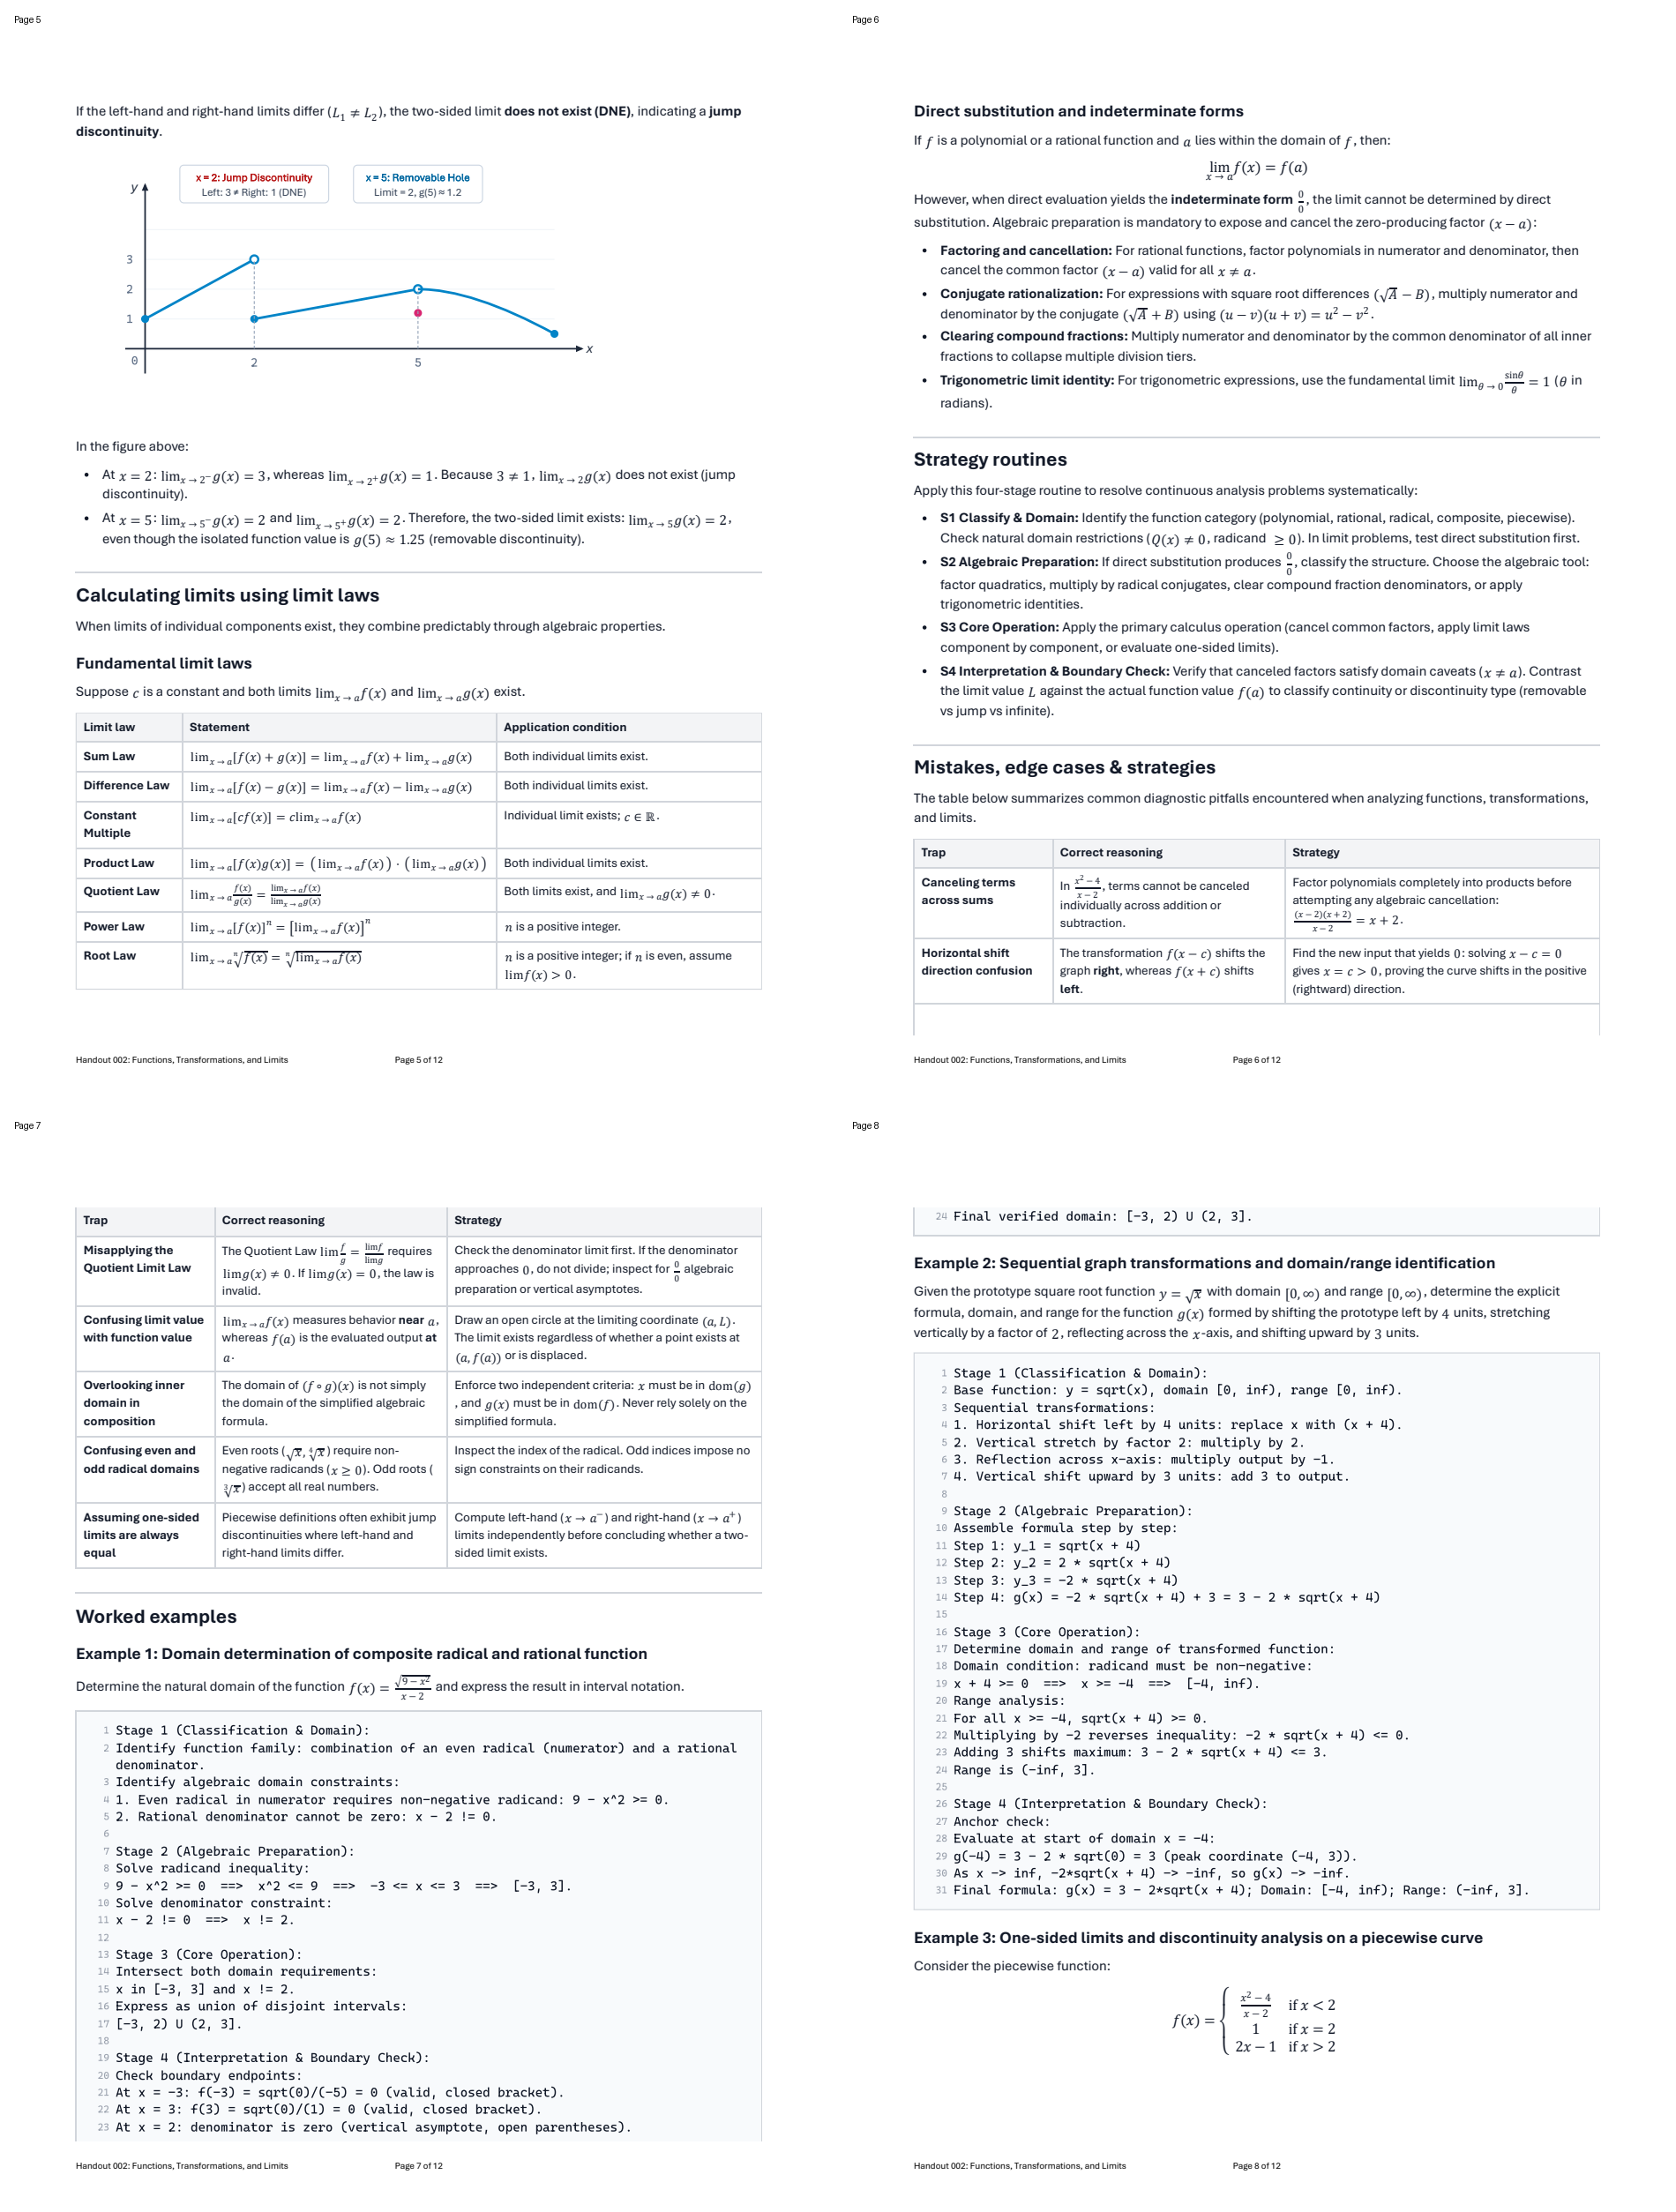 Page 5
If the left-hand and right-hand limits differ (L₁ ≠ L₂), the two-sided limit does not exist (DNE), indicating a jump
discontinuity.
x = 2: Jump Discontinuity
Left: 3 ≠ Right: 1 (DNE)
x = 5: Removable Hole
Limit = 2, g(5) ≈ 1.2
y
3
2
1
0
2
5
x
In the figure above:
• At x = 2: lim_{x → 2⁻} g(x) = 3, whereas lim_{x → 2⁺} g(x) = 1. Because 3 ≠ 1, lim_{x → 2} g(x) does not exist (jump
discontinuity).
• At x = 5: lim_{x → 5⁻} g(x) = 2 and lim_{x → 5⁺} g(x) = 2. Therefore, the two-sided limit exists: lim_{x → 5} g(x) = 2,
even though the isolated function value is g(5) ≈ 1.25 (removable discontinuity).
Calculating limits using limit laws
When limits of individual components exist, they combine predictably through algebraic properties.
Fundamental limit laws
Suppose c is a constant and both limits lim_{x → a} f(x) and lim_{x → a} g(x) exist.
Limit law Statement Application condition
Sum Law lim_{x → a}[f(x) + g(x)] = lim_{x → a} f(x) + lim_{x → a} g(x) Both individual limits exist.
Difference Law lim_{x → a}[f(x) − g(x)] = lim_{x → a} f(x) − lim_{x → a} g(x) Both individual limits exist.
Constant
Multiple
lim_{x → a}[cf(x)] = clim_{x → a} f(x) Individual limit exists; c ∈ ℝ.
Product Law lim_{x → a}[f(x)g(x)] = (lim_{x → a} f(x)) · (lim_{x → a} g(x)) Both individual limits exist.
Quotient Law lim_{x → a} f(x)/g(x) = lim_{x → a} f(x)/lim_{x → a} g(x) Both limits exist, and lim_{x → a} g(x) ≠ 0.
Power Law lim_{x → a}[f(x)]ⁿ = [lim_{x → a} f(x)]ⁿ n is a positive integer.
Root Law lim_{x → a} ⁿ√f(x) = ⁿ√lim_{x → a} f(x) n is a positive integer; if n is even, assume
lim f(x) > 0.
Handout 002: Functions, Transformations, and Limits Page 5 of 12
Page 6
Direct substitution and indeterminate forms
If f is a polynomial or a rational function and a lies within the domain of f, then:
lim_{x → a} f(x) = f(a)
However, when direct evaluation yields the indeterminate form 0/0, the limit cannot be determined by direct
substitution. Algebraic preparation is mandatory to expose and cancel the zero-producing factor (x − a):
• Factoring and cancellation: For rational functions, factor polynomials in numerator and denominator, then
cancel the common factor (x − a) valid for all x ≠ a.
• Conjugate rationalization: For expressions with square root differences (√A − B), multiply numerator and
denominator by the conjugate (√A + B) using (u − v)(u + v) = u² − v².
• Clearing compound fractions: Multiply numerator and denominator by the common denominator of all inner
fractions to collapse multiple division tiers.
• Trigonometric limit identity: For trigonometric expressions, use the fundamental limit lim_{θ → 0} sinθ/θ = 1 (θ in
radians).
Strategy routines
Apply this four-stage routine to resolve continuous analysis problems systematically:
• S1 Classify & Domain: Identify the function category (polynomial, rational, radical, composite, piecewise).
Check natural domain restrictions (Q(x) ≠ 0, radicand ≥ 0). In limit problems, test direct substitution first.
• S2 Algebraic Preparation: If direct substitution produces 0/0, classify the structure. Choose the algebraic tool:
factor quadratics, multiply by radical conjugates, clear compound fraction denominators, or apply
trigonometric identities.
• S3 Core Operation: Apply the primary calculus operation (cancel common factors, apply limit laws
component by component, or evaluate one-sided limits).
• S4 Interpretation & Boundary Check: Verify that canceled factors satisfy domain caveats (x ≠ a). Contrast
the limit value L against the actual function value f(a) to classify continuity or discontinuity type (removable
vs jump vs infinite).
Mistakes, edge cases & strategies
The table below summarizes common diagnostic pitfalls encountered when analyzing functions, transformations,
and limits.
Trap Correct reasoning Strategy
Canceling terms
across sums
In (x² − 4)/(x − 2), terms cannot be canceled
individually across addition or
subtraction.
Factor polynomials completely into products before
attempting any algebraic cancellation:
(x − 2)(x + 2)/(x − 2) = x + 2.
Horizontal shift
direction confusion
The transformation f(x − c) shifts the
graph right, whereas f(x + c) shifts
left.
Find the new input that yields 0: solving x − c = 0
gives x = c > 0, proving the curve shifts in the positive
(rightward) direction.
Handout 002: Functions, Transformations, and Limits Page 6 of 12
Page 7
Trap Correct reasoning Strategy
Misapplying the
Quotient Limit Law
The Quotient Law lim f/g = lim f/lim g requires
lim g(x) ≠ 0. If lim g(x) = 0, the law is
invalid.
Check the denominator limit first. If the denominator
approaches 0, do not divide; inspect for 0/0 algebraic
preparation or vertical asymptotes.
Confusing limit value
with function value
lim_{x → a} f(x) measures behavior near a,
whereas f(a) is the evaluated output at
a.
Draw an open circle at the limiting coordinate (a, L).
The limit exists regardless of whether a point exists at
(a, f(a)) or is displaced.
Overlooking inner
domain in
composition
The domain of (f ∘ g)(x) is not simply
the domain of the simplified algebraic
formula.
Enforce two independent criteria: x must be in dom(g)
, and g(x) must be in dom(f). Never rely solely on the
simplified formula.
Confusing even and
odd radical domains
Even roots (√x, ⁴√x) require non-
negative radicands (x ≥ 0). Odd roots (
³√x) accept all real numbers.
Inspect the index of the radical. Odd indices impose no
sign constraints on their radicands.
Assuming one-sided
limits are always
equal
Piecewise definitions often exhibit jump
discontinuities where left-hand and
right-hand limits differ.
Compute left-hand (x → a⁻) and right-hand (x → a⁺)
limits independently before concluding whether a two-
sided limit exists.
Worked examples
Example 1: Domain determination of composite radical and rational function
Determine the natural domain of the function f(x) = √(9 − x²)/(x − 2) and express the result in interval notation.
1 Stage 1 (Classification & Domain):
2 Identify function family: combination of an even radical (numerator) and a rational
denominator.
3 Identify algebraic domain constraints:
4 1. Even radical in numerator requires non-negative radicand: 9 - x^2 >= 0.
5 2. Rational denominator cannot be zero: x - 2 != 0.
6
7 Stage 2 (Algebraic Preparation):
8 Solve radicand inequality:
9 9 - x^2 >= 0 ==> x^2 <= 9 ==> -3 <= x <= 3 ==> [-3, 3].
10 Solve denominator constraint:
11 x - 2 != 0 ==> x != 2.
12
13 Stage 3 (Core Operation):
14 Intersect both domain requirements:
15 x in [-3, 3] and x != 2.
16 Express as union of disjoint intervals:
17 [-3, 2) U (2, 3].
18
19 Stage 4 (Interpretation & Boundary Check):
20 Check boundary endpoints:
21 At x = -3: f(-3) = sqrt(0)/(-5) = 0 (valid, closed bracket).
22 At x = 3: f(3) = sqrt(0)/(1) = 0 (valid, closed bracket).
23 At x = 2: denominator is zero (vertical asymptote, open parentheses).
Handout 002: Functions, Transformations, and Limits Page 7 of 12
Page 8
24 Final verified domain: [-3, 2) U (2, 3].
Example 2: Sequential graph transformations and domain/range identification
Given the prototype square root function y = √x with domain [0, ∞) and range [0, ∞), determine the explicit
formula, domain, and range for the function g(x) formed by shifting the prototype left by 4 units, stretching
vertically by a factor of 2, reflecting across the x-axis, and shifting upward by 3 units.
1 Stage 1 (Classification & Domain):
2 Base function: y = sqrt(x), domain [0, inf), range [0, inf).
3 Sequential transformations:
4 1. Horizontal shift left by 4 units: replace x with (x + 4).
5 2. Vertical stretch by factor 2: multiply by 2.
6 3. Reflection across x-axis: multiply output by -1.
7 4. Vertical shift upward by 3 units: add 3 to output.
8
9 Stage 2 (Algebraic Preparation):
10 Assemble formula step by step:
11 Step 1: y_1 = sqrt(x + 4)
12 Step 2: y_2 = 2 * sqrt(x + 4)
13 Step 3: y_3 = -2 * sqrt(x + 4)
14 Step 4: g(x) = -2 * sqrt(x + 4) + 3 = 3 - 2 * sqrt(x + 4)
15
16 Stage 3 (Core Operation):
17 Determine domain and range of transformed function:
18 Domain condition: radicand must be non-negative:
19 x + 4 >= 0 ==> x >= -4 ==> [-4, inf).
20 Range analysis:
21 For all x >= -4, sqrt(x + 4) >= 0.
22 Multiplying by -2 reverses inequality: -2 * sqrt(x + 4) <= 0.
23 Adding 3 shifts maximum: 3 - 2 * sqrt(x + 4) <= 3.
24 Range is (-inf, 3].
25
26 Stage 4 (Interpretation & Boundary Check):
27 Anchor check:
28 Evaluate at start of domain x = -4:
29 g(-4) = 3 - 2 * sqrt(0) = 3 (peak coordinate (-4, 3)).
30 As x -> inf, -2*sqrt(x + 4) -> -inf, so g(x) -> -inf.
31 Final formula: g(x) = 3 - 2*sqrt(x + 4); Domain: [-4, inf); Range: (-inf, 3].
Example 3: One-sided limits and discontinuity analysis on a piecewise curve
Consider the piecewise function:
f(x) = { (x² − 4)/(x − 2) if x < 2
1 if x = 2
2x − 1 if x > 2
Handout 002: Functions, Transformations, and Limits Page 8 of 12